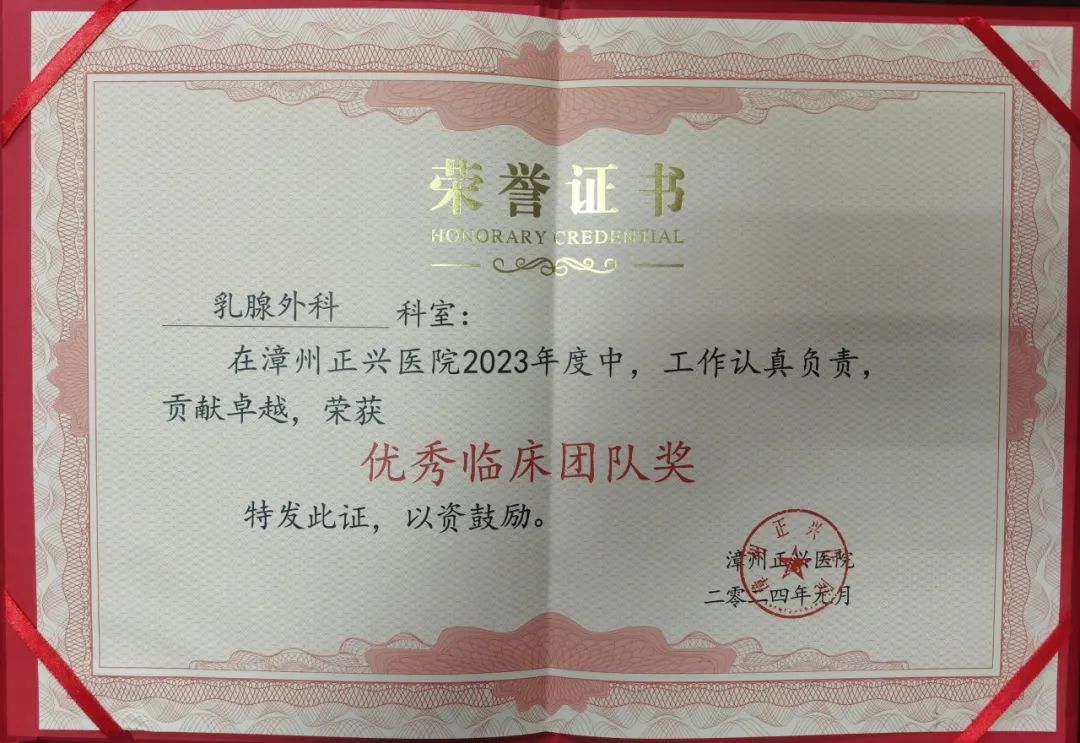 荣誉证书
HONORARY CREDENTIAL
乳腺外科 科室：
在漳州正兴医院2023年度中，工作认真负责，
贡献卓越，荣获
优秀临床团队奖
特发此证，以资鼓励。
漳州正兴医院
二零二四年元月